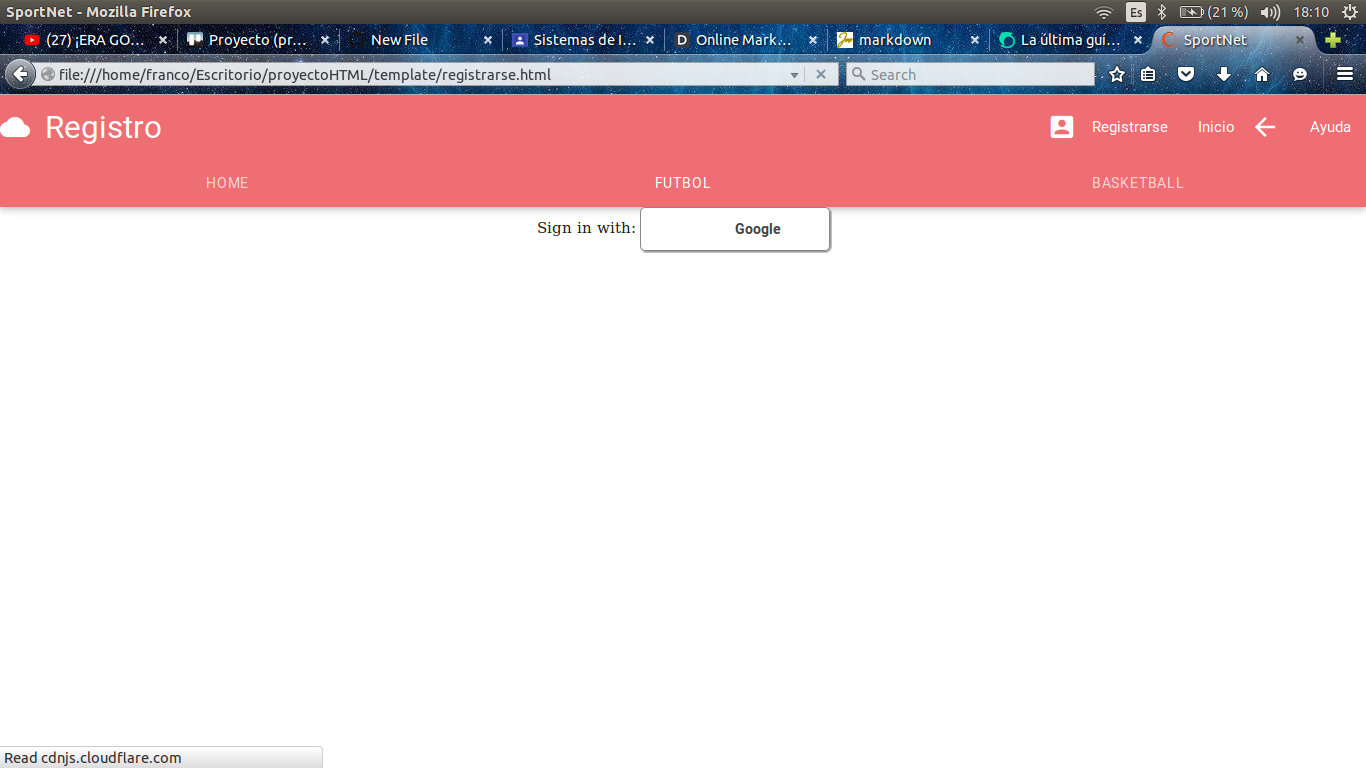 SportNet - Mozilla Firefox
Es
(21 %)
18:10
(27) ¡ERA GO...
Proyecto (pr...
New File
Sistemas de I...
Online Mark...
markdown
La última gui...
SportNet
file:///home/franco/Escritorio/proyectoHTML/template/registrarse.html
Search
Registro
Registrarse
Inicio
Ayuda
HOME
FUTBOL
BASKETBALL
Sign in with:
Google
Read cdnjs.cloudflare.com